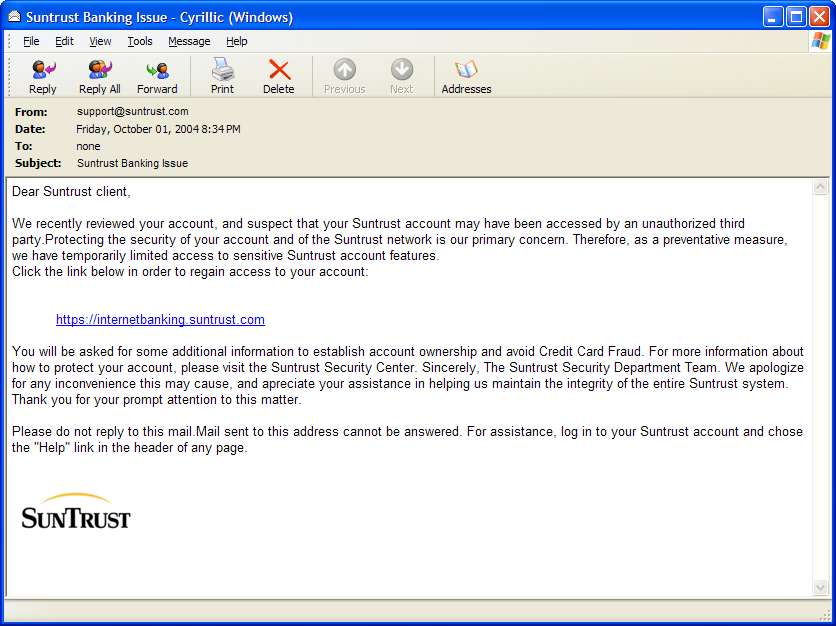 Suntrust Banking Issue - Cyrillic (Windows)
File Edit View Tools Message Help
Reply Reply All Forward Print Delete Previous Next Addresses
From: support@suntrust.com
Date: Friday, October 01, 2004 8:34 PM
To: none
Subject: Suntrust Banking Issue
Dear Suntrust client,
We recently reviewed your account, and suspect that your Suntrust account may have been accessed by an unauthorized third
party.Protecting the security of your account and of the Suntrust network is our primary concern. Therefore, as a preventative measure,
we have temporarily limited access to sensitive Suntrust account features.
Click the link below in order to regain access to your account:
https://internetbanking.suntrust.com
You will be asked for some additional information to establish account ownership and avoid Credit Card Fraud. For more information about
how to protect your account, please visit the Suntrust Security Center. Sincerely, The Suntrust Security Department Team. We apologize
for any inconvenience this may cause, and apreciate your assistance in helping us maintain the integrity of the entire Suntrust system.
Thank you for your prompt attention to this matter.
Please do not reply to this mail.Mail sent to this address cannot be answered. For assistance, log in to your Suntrust account and chose
the "Help" link in the header of any page.
SUNTRUST